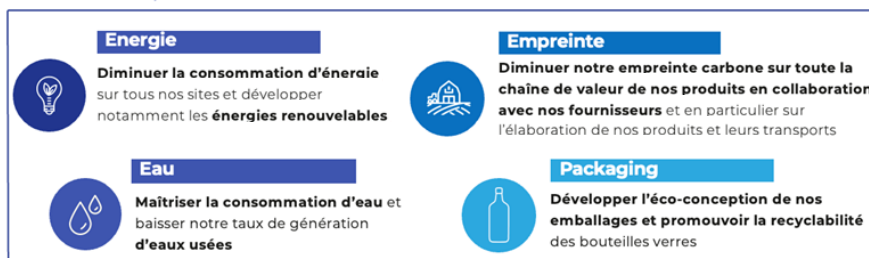 Energie
Diminuer la consommation d'énergie
sur tous nos sites et développer
notamment les énergies renouvelables
Empreinte
Diminuer notre empreinte carbone sur toute la
chaîne de valeur de nos produits en collaboration
avec nos fournisseurs et en particulier sur
l'élaboration de nos produits et leurs transports
Eau
Maîtriser la consommation d'eau et
baisser notre taux de génération
d'eaux usées
Packaging
Développer l'éco-conception de nos
emballages et promouvoir la recyclabilité
des bouteilles verres